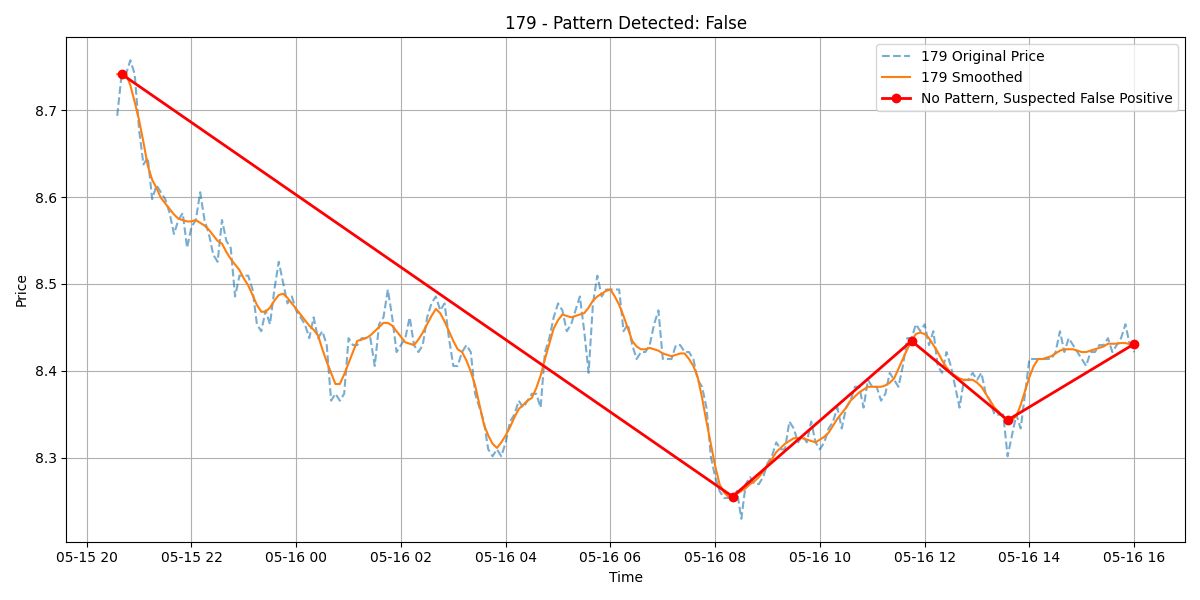 179 - Pattern Detected: False
179 Original Price
179 Smoothed
No Pattern, Suspected False Positive
Price
8.7
8.6
8.5
8.4
8.3
05-15 20 05-15 22 05-16 00 05-16 02 05-16 04 05-16 06 05-16 08 05-16 10 05-16 12 05-16 14 05-16 16
Time